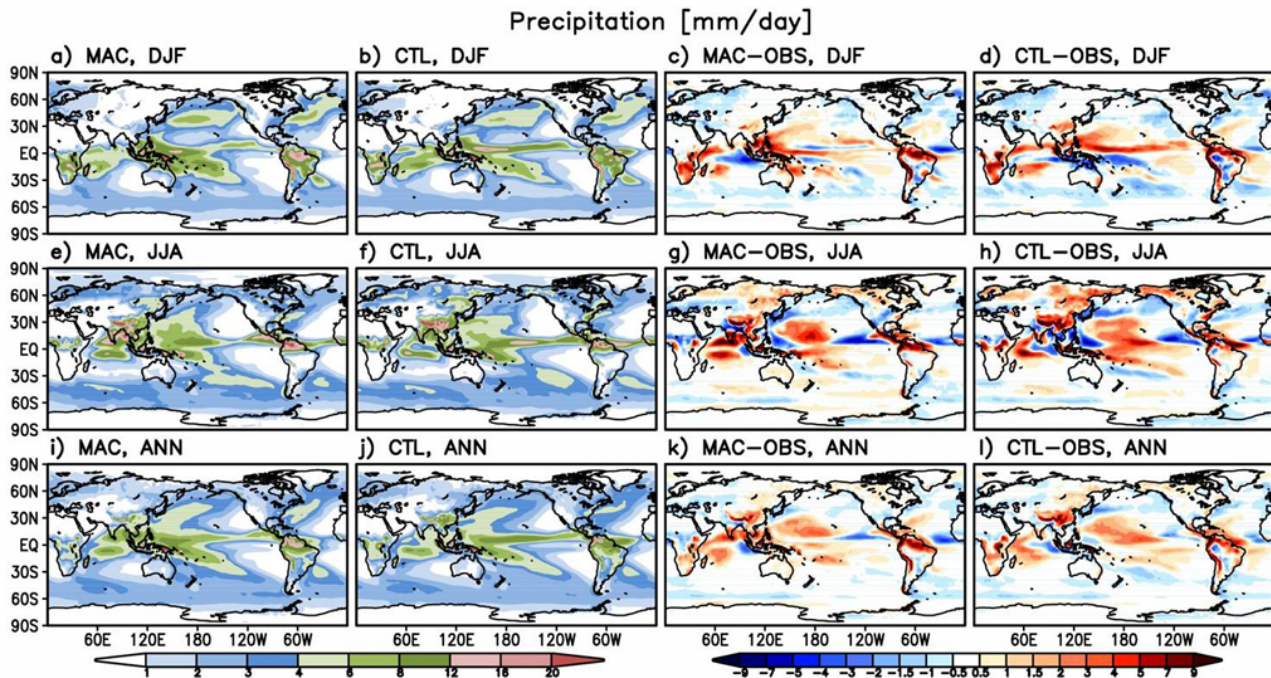 Precipitation [mm/day]
a) MAC, DJF b) CTL, DJF c) MAC-OBS, DJF d) CTL-OBS, DJF
90N
60N
30N
EQ
30S
60S
90S
e) MAC, JJA f) CTL, JJA g) MAC-OBS, JJA h) CTL-OBS, JJA
90N
60N
30N
EQ
30S
60S
90S
i) MAC, ANN j) CTL, ANN k) MAC-OBS, ANN l) CTL-OBS, ANN
90N
60N
30N
EQ
30S
60S
90S
60E 120E 180 120W 60W 60E 120E 180 120W 60W 60E 120E 180 120W 60W 60E 120E 180 120W 60W
1 2 3 4 6 8 12 16 20 -9 -7 -5 -4 -3 -2 -1.5 -1 -0.5 0.5 1 1.5 2 3 4 5 7 9